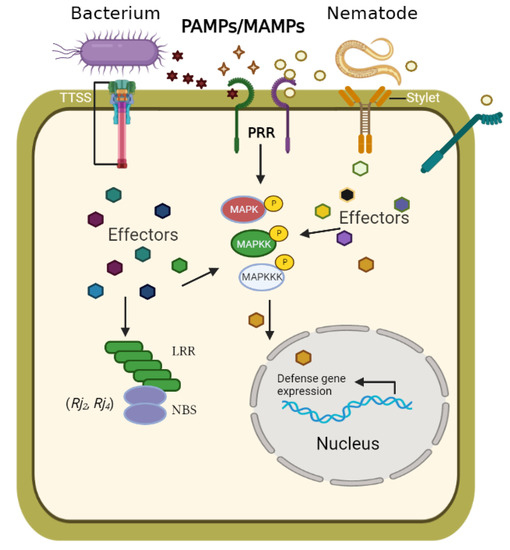 Bacterium
PAMPs/MAMPs
Nematode
TTSS
Stylet
PRR
MAPK
P
MAPKK
P
MAPKKK
P
Effectors
Effectors
LRR
(Rj2, Rj4)
NBS
Defense gene
expression
Nucleus